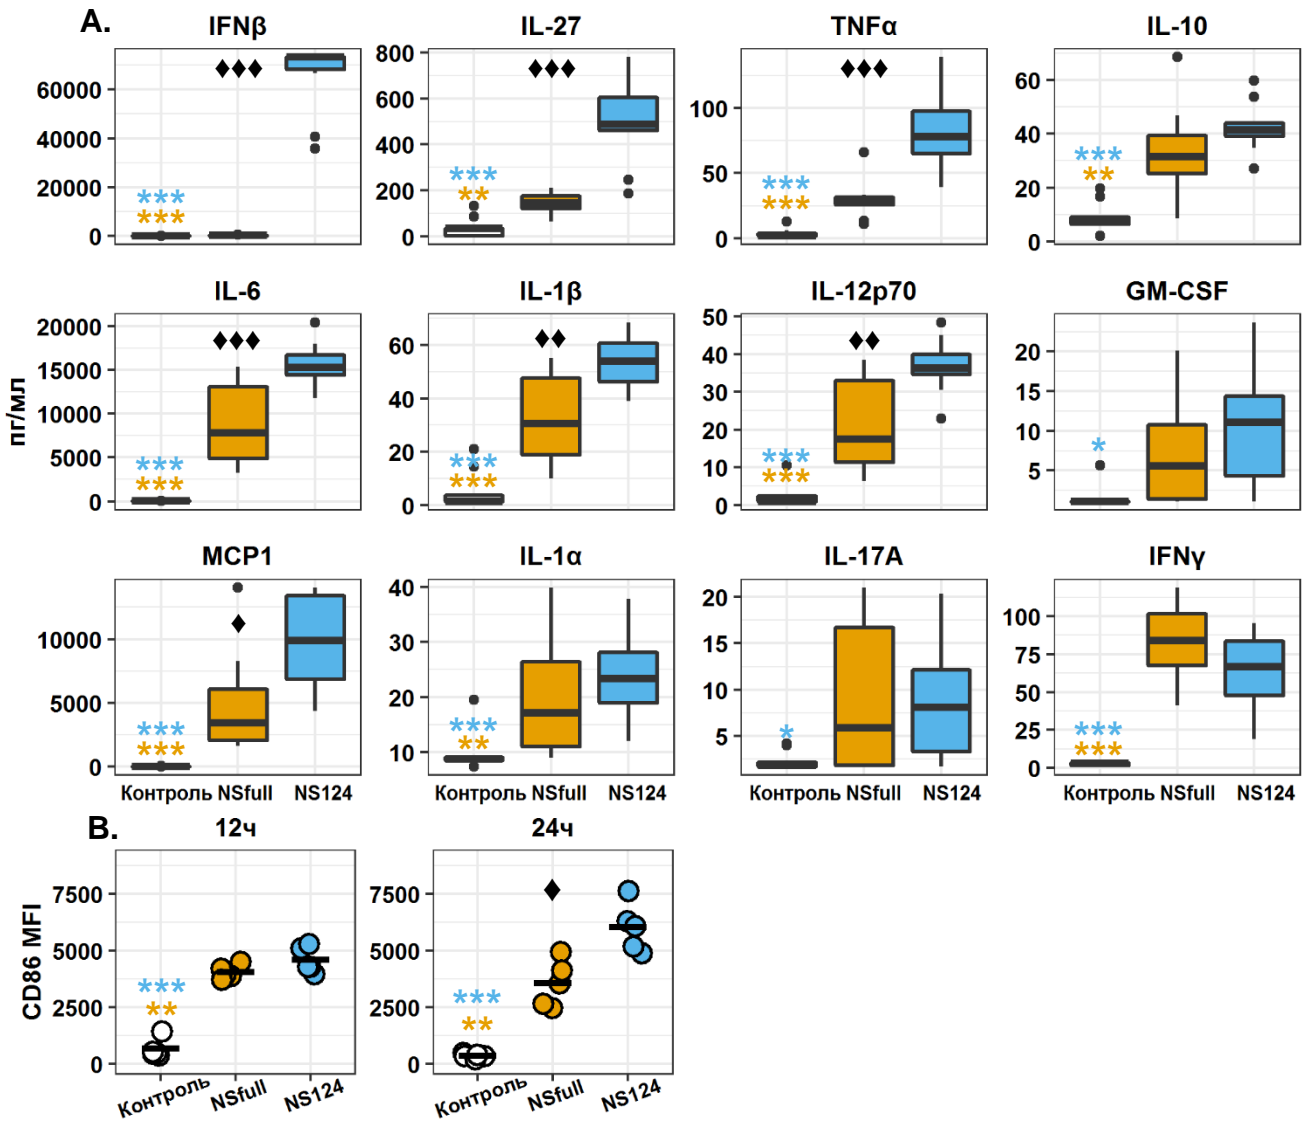 A.
IFNβ IL-27 TNFα IL-10
60000 40000 20000 0
800 600 400 200 0
100 50 0
60 40 20 0
*** ***
*** **
*** ***
*** **
♦♦♦ ♦♦♦ ♦♦♦
IL-6 IL-1β IL-12p70 GM-CSF
пг/мл
20000 15000 10000 5000 0
60 40 20 0
50 40 30 20 10 0
20 15 10 5
*** ***
*** ***
*** ***
*
♦♦♦ ♦♦ ♦♦
MCP1 IL-1α IL-17A IFNγ
10000 5000 0
40 30 20 10
20 15 10 5
100 75 50 25 0
*** ***
*** **
*
*** ***
♦
Контроль NSfull NS124
Контроль NSfull NS124
Контроль NSfull NS124
Контроль NSfull NS124
B.
12ч 24ч
CD86 MFI
7500 5000 2500 0
7500 5000 2500 0
*** **
*** **
♦
Контроль NSfull NS124
Контроль NSfull NS124